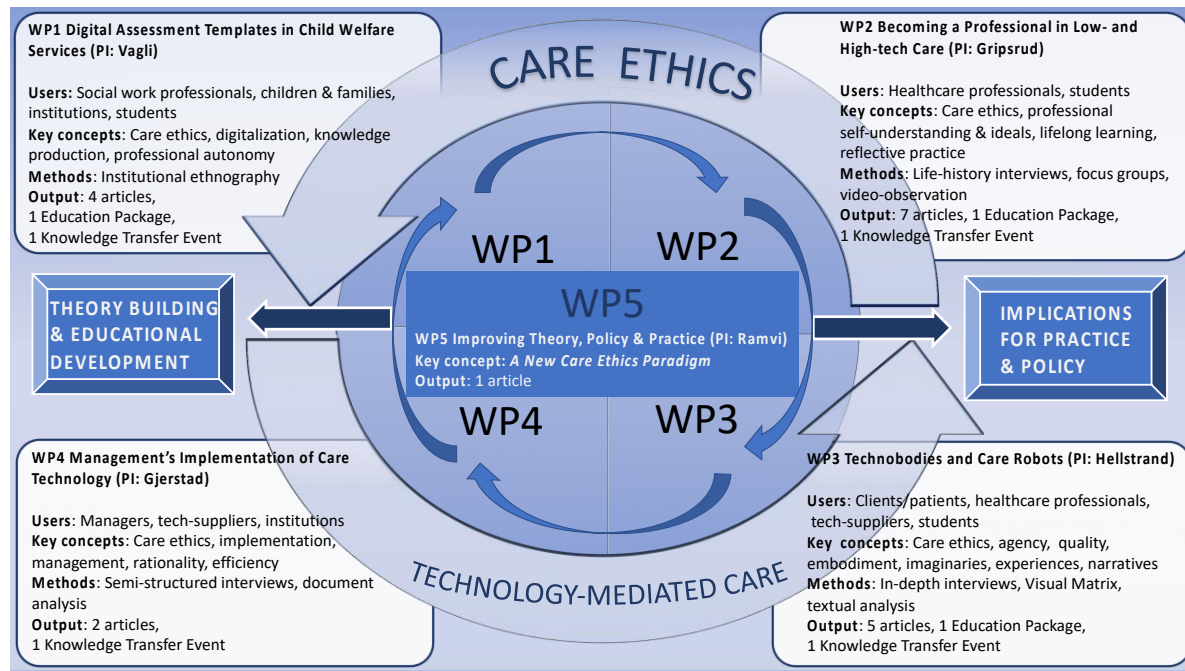 WP1 Digital Assessment Templates in Child Welfare
Services (PI: Vagli)
Users: Social work professionals, children & families,
institutions, students
Key concepts: Care ethics, digitalization, knowledge
production, professional autonomy
Methods: Institutional ethnography
Output: 4 articles,
1 Education Package,
1 Knowledge Transfer Event
CARE ETHICS
WP2 Becoming a Professional in Low- and
High-tech Care (PI: Gripsrud)
Users: Healthcare professionals, students
Key concepts: Care ethics, professional
self-understanding & ideals, lifelong learning,
reflective practice
Methods: Life-history interviews, focus groups,
video-observation
Output: 7 articles, 1 Education Package,
1 Knowledge Transfer Event
WP1
WP2
THEORY BUILDING
& EDUCATIONAL
DEVELOPMENT
WP5
WP5 Improving Theory, Policy & Practice (PI: Ramvi)
Key concept: A New Care Ethics Paradigm
Output: 1 article
IMPLICATIONS
FOR PRACTICE
& POLICY
WP4
WP3
WP4 Management’s Implementation of Care
Technology (PI: Gjerstad)
Users: Managers, tech-suppliers, institutions
Key concepts: Care ethics, implementation,
management, rationality, efficiency
Methods: Semi-structured interviews, document
analysis
Output: 2 articles,
1 Knowledge Transfer Event
TECHNOLOGY-MEDIATED CARE
WP3 Technobodies and Care Robots (PI: Hellstrand)
Users: Clients/patients, healthcare professionals,
tech-suppliers, students
Key concepts: Care ethics, agency, quality,
embodiment, imaginaries, experiences, narratives
Methods: In-depth interviews, Visual Matrix,
textual analysis
Output: 5 articles, 1 Education Package,
1 Knowledge Transfer Event